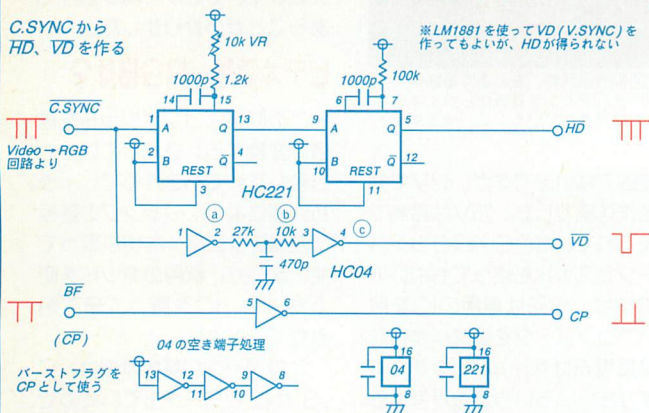 C.SYNCから
HD、VDを作る
10k VR
1.2k
1000p
14
15
※LM1881を使ってVD(V.SYNC)を
作ってもよいが、HDが得られない
100k
1000p
6
7
C.SYNC
Video→RGB
回路より
1
A
Q
13
2
B
Q
4
REST
3
HC221
9
A
Q
5
10
B
Q
12
REST
11
HD
ⓐ
ⓑ
ⓒ
1
2
27k
10k
3
4
470p
HC04
VD
BF
(CP)
5
6
CP
04の空き端子処理
バーストフラグを
CPとして使う
13
12
11
10
9
8
16
04
8
16
221
8